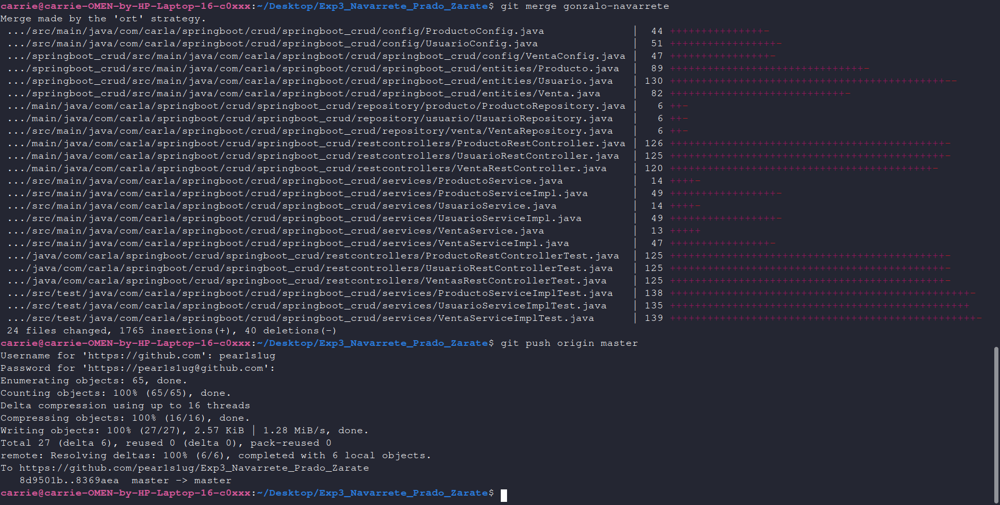 carrie@carrie-OMEN-by-HP-Laptop-16-c0xxx:~/Desktop/Exp3_Navarrete_Prado_Zarate$ git merge gonzalo-navarrete
Merge made by the 'ort' strategy.
.../src/main/java/com/carla/springboot/crud/springboot_crud/config/ProductoConfig.java | 44 +++++++++++++++-
.../src/main/java/com/carla/springboot/crud/springboot_crud/config/UsuarioConfig.java | 51 +++++++++++++++++-
.../springboot_crud/src/main/java/com/carla/springboot/crud/springboot_crud/config/VentaConfig.java | 47 ++++++++++++++++-
.../springboot_crud/src/main/java/com/carla/springboot/crud/springboot_crud/entities/Producto.java | 89 +++++++++++++++++++++++++++++++-
.../springboot_crud/src/main/java/com/carla/springboot/crud/springboot_crud/entities/Usuario.java | 130 ++++++++++++++++++++++++++++++++++++++++++++--
.../springboot_crud/src/main/java/com/carla/springboot/crud/springboot_crud/entities/Venta.java | 82 ++++++++++++++++++++++++++++-
.../main/java/com/carla/springboot/crud/springboot_crud/repository/producto/ProductoRepository.java | 6 ++-
.../main/java/com/carla/springboot/crud/springboot_crud/repository/usuario/UsuarioRepository.java | 6 ++-
.../src/main/java/com/carla/springboot/crud/springboot_crud/repository/venta/VentaRepository.java | 6 ++-
.../main/java/com/carla/springboot/crud/springboot_crud/restcontrollers/ProductoRestController.java | 126 ++++++++++++++++++++++++++++++++++++++++++++-
.../main/java/com/carla/springboot/crud/springboot_crud/restcontrollers/UsuarioRestController.java | 125 ++++++++++++++++++++++++++++++++++++++++++++-
.../main/java/com/carla/springboot/crud/springboot_crud/restcontrollers/VentaRestController.java | 120 ++++++++++++++++++++++++++++++++++++++++++-
.../src/main/java/com/carla/springboot/crud/springboot_crud/services/ProductoService.java | 14 ++++-
.../src/main/java/com/carla/springboot/crud/springboot_crud/services/ProductoServiceImpl.java | 49 +++++++++++++++++-
.../src/main/java/com/carla/springboot/crud/springboot_crud/services/UsuarioService.java | 14 ++++-
.../src/main/java/com/carla/springboot/crud/springboot_crud/services/UsuarioServiceImpl.java | 49 +++++++++++++++++-
.../src/main/java/com/carla/springboot/crud/springboot_crud/services/VentaService.java | 13 +++++
.../src/main/java/com/carla/springboot/crud/springboot_crud/services/VentaServiceImpl.java | 47 ++++++++++++++++-
.../java/com/carla/springboot/crud/springboot_crud/restcontrollers/ProductoRestControllerTest.java | 125 ++++++++++++++++++++++++++++++++++++++++++++-
.../java/com/carla/springboot/crud/springboot_crud/restcontrollers/UsuarioRestControllerTest.java | 125 ++++++++++++++++++++++++++++++++++++++++++++-
.../java/com/carla/springboot/crud/springboot_crud/restcontrollers/VentasRestControllerTest.java | 125 ++++++++++++++++++++++++++++++++++++++++++++-
.../src/test/java/com/carla/springboot/crud/springboot_crud/services/ProductoServiceImplTest.java | 138 ++++++++++++++++++++++++++++++++++++++++++++++++-
.../src/test/java/com/carla/springboot/crud/springboot_crud/services/UsuarioServiceImplTest.java | 135 ++++++++++++++++++++++++++++++++++++++++++++++++
.../src/test/java/com/carla/springboot/crud/springboot_crud/services/VentaServiceImplTest.java | 139 +++++++++++++++++++++++++++++++++++++++++++++++++-
24 files changed, 1765 insertions(+), 40 deletions(-)
carrie@carrie-OMEN-by-HP-Laptop-16-c0xxx:~/Desktop/Exp3_Navarrete_Prado_Zarate$ git push origin master
Username for 'https://github.com': pear1s1ug
Password for 'https://pear1s1ug@github.com':
Enumerating objects: 65, done.
Counting objects: 100% (65/65), done.
Delta compression using up to 16 threads
Compressing objects: 100% (16/16), done.
Writing objects: 100% (27/27), 2.57 KiB | 1.28 MiB/s, done.
Total 27 (delta 6), reused 0 (delta 0), pack-reused 0
remote: Resolving deltas: 100% (6/6), completed with 6 local objects.
To https://github.com/pear1s1ug/Exp3_Navarrete_Prado_Zarate
8d9501b..8369aea  master -> master
carrie@carrie-OMEN-by-HP-Laptop-16-c0xxx:~/Desktop/Exp3_Navarrete_Prado_Zarate$